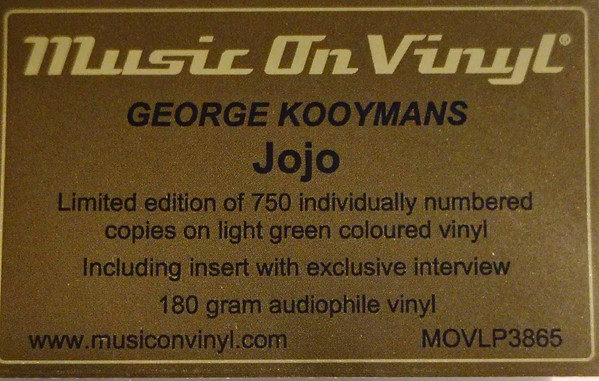 Music On Vinyl®
GEORGE KOOYMANS
Jojo
Limited edition of 750 individually numbered
copies on light green coloured vinyl
Including insert with exclusive interview
180 gram audiophile vinyl
www.musiconvinyl.com MOVLP3865